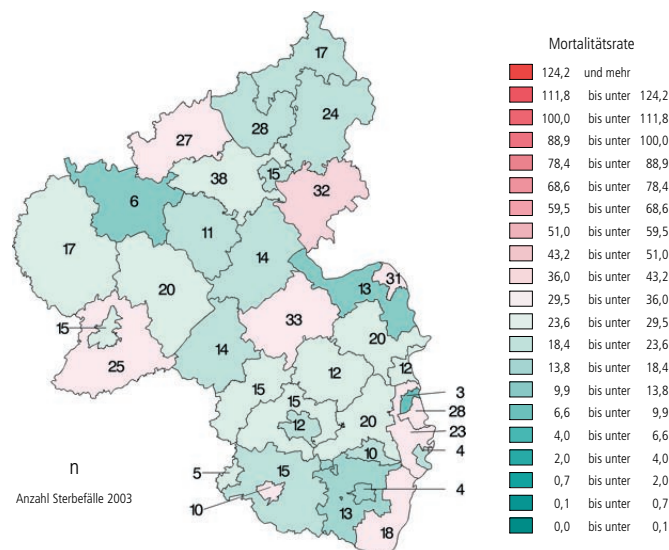 17
24
28
27
38
15
32
6
11
17
14
20
31
13
33
15
25
14
20
12
12
15
3
15
28
12
20
23
10
4
5
15
10
4
13
18
n
Anzahl Sterbefälle 2003
Mortalitätsrate
124,2 und mehr
111,8 bis unter 124,2
100,0 bis unter 111,8
88,9 bis unter 100,0
78,4 bis unter 88,9
68,6 bis unter 78,4
59,5 bis unter 68,6
51,0 bis unter 59,5
43,2 bis unter 51,0
36,0 bis unter 43,2
29,5 bis unter 36,0
23,6 bis unter 29,5
18,4 bis unter 23,6
13,8 bis unter 18,4
9,9 bis unter 13,8
6,6 bis unter 9,9
4,0 bis unter 6,6
2,0 bis unter 4,0
0,7 bis unter 2,0
0,1 bis unter 0,7
0,0 bis unter 0,1